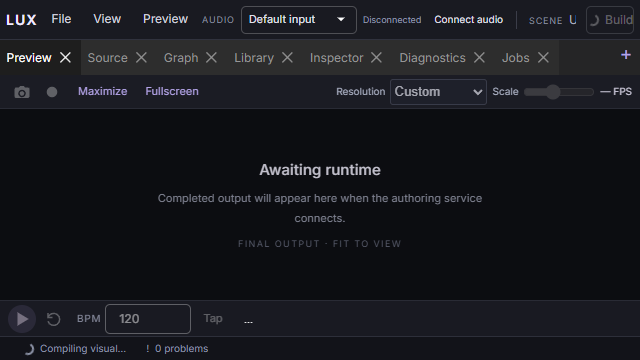 LUX File View Preview AUDIO Default input Disconnected Connect audio SCENE U Build
Preview Source Graph Library Inspector Diagnostics Jobs +
Maximize Fullscreen Resolution Custom Scale — FPS
Awaiting runtime
Completed output will appear here when the authoring service
connects.
FINAL OUTPUT · FIT TO VIEW
BPM 120 Tap ...
Compiling visual... ! 0 problems